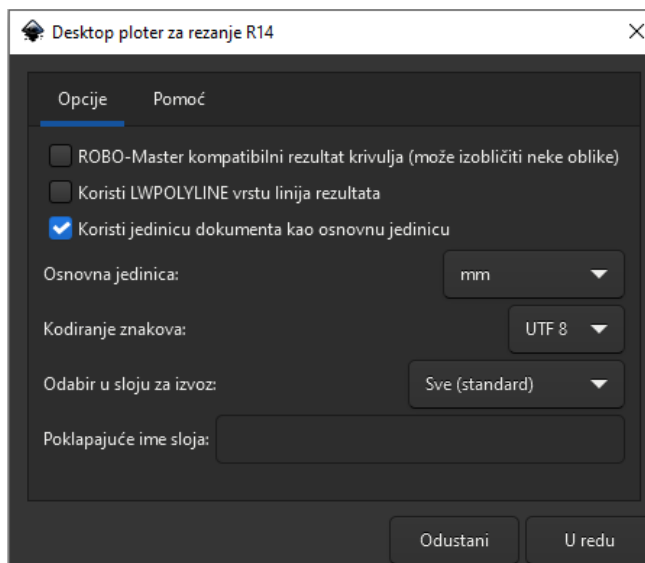 Desktop ploter za rezanje R14
Opcije Pomoć
ROBO-Master kompatibilni rezultat krivulja (može izobličiti neke oblike)
Koristi LWPOLYLINE vrstu linija rezultata
Koristi jedinicu dokumenta kao osnovnu jedinicu
Osnovna jedinica: mm
Kodiranje znakova: UTF 8
Odabir u sloju za izvoz: Sve (standard)
Poklapajuće ime sloja:
Odustani U redu